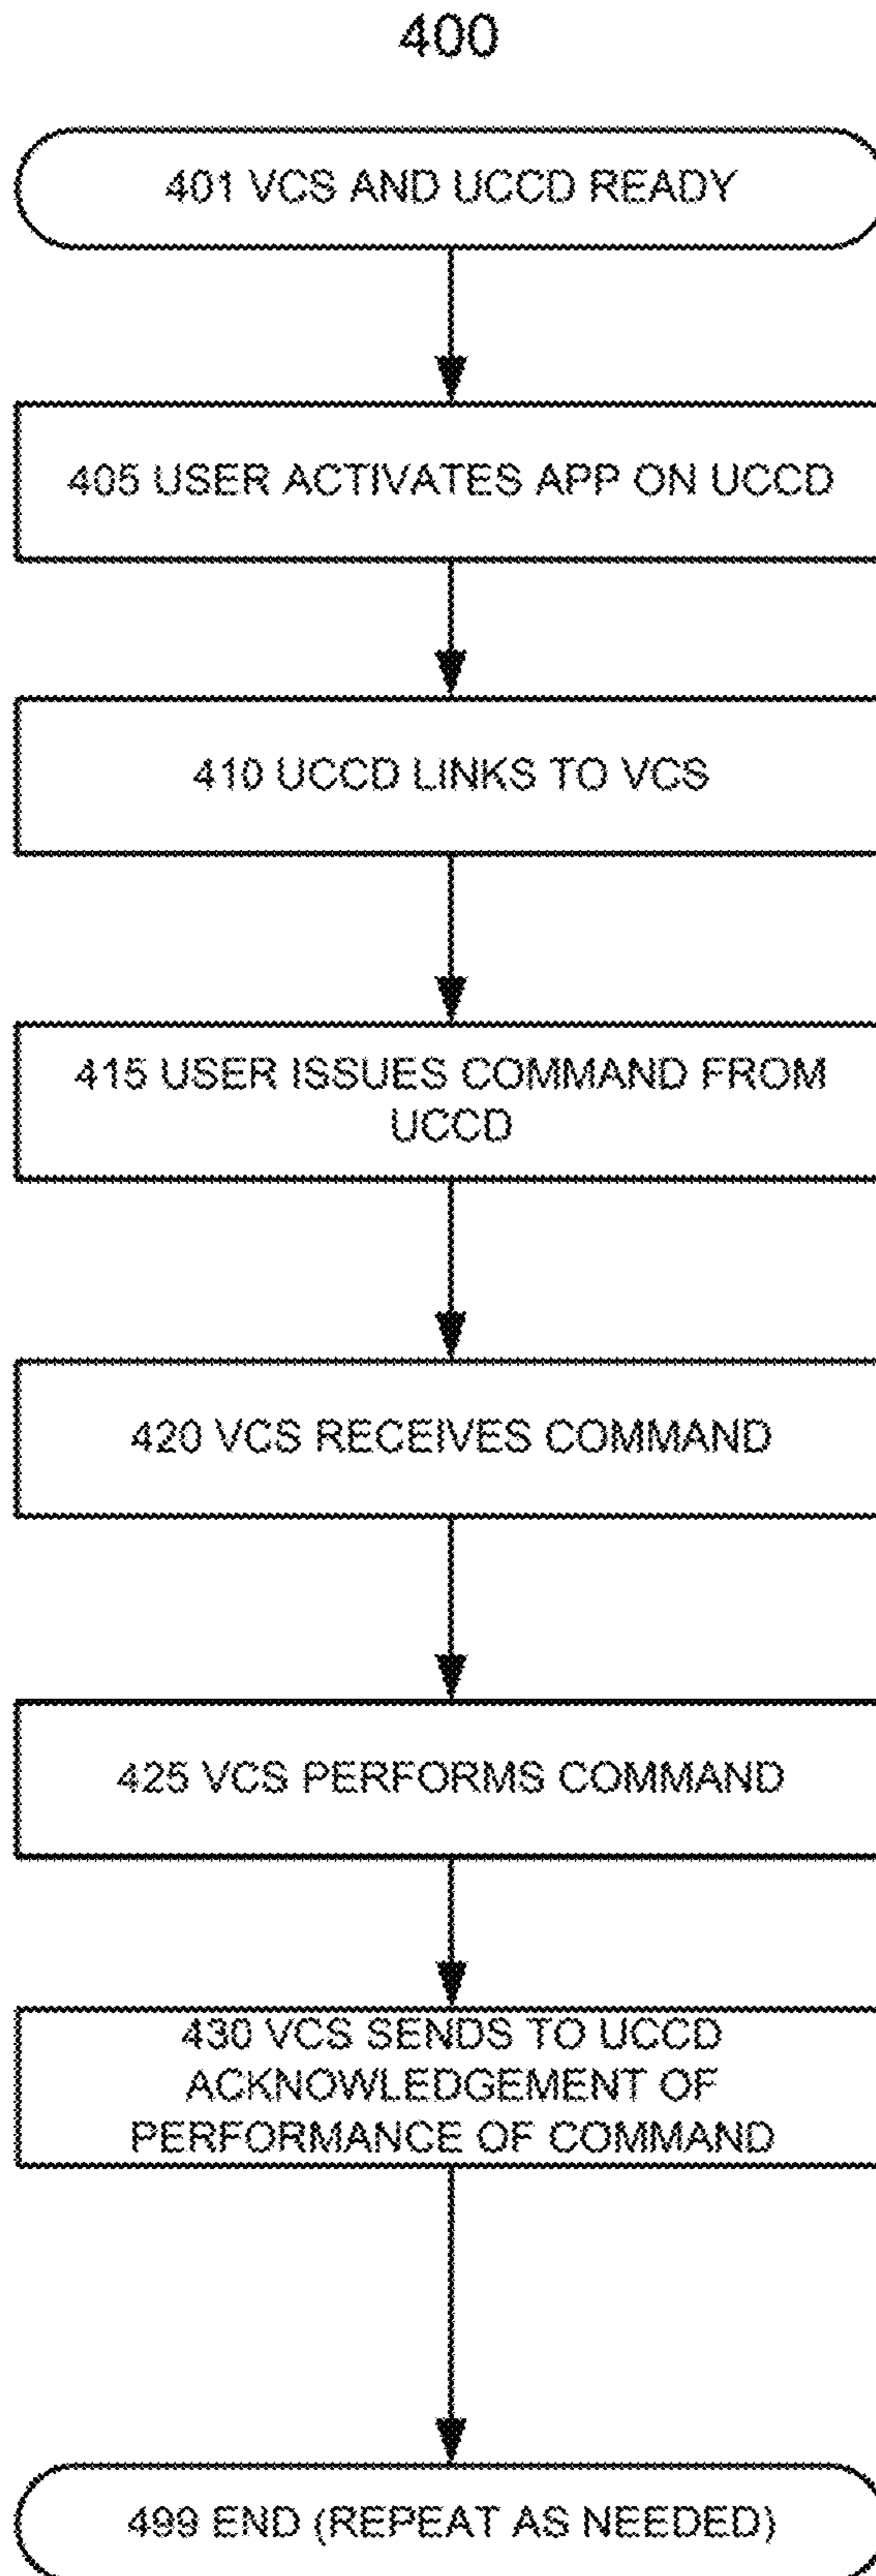 400
401 VCS AND UCCD READY
405 USER ACTIVATES APP ON UCCD
410 UCCD LINKS TO VCS
415 USER ISSUES COMMAND FROM
UCCD
420 VCS RECEIVES COMMAND
425 VCS PERFORMS COMMAND
430 VCS SENDS TO UCCD
ACKNOWLEDGEMENT OF
PERFORMANCE OF COMMAND
499 END (REPEAT AS NEEDED)